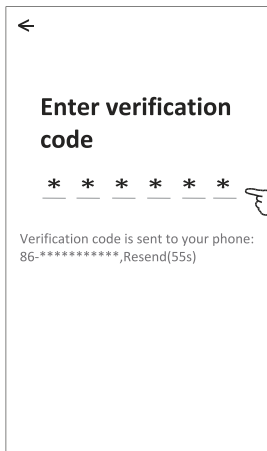 Enter verification
code
* * * * * *
Verification code is sent to your phone:
86-***********,Resend(55s)